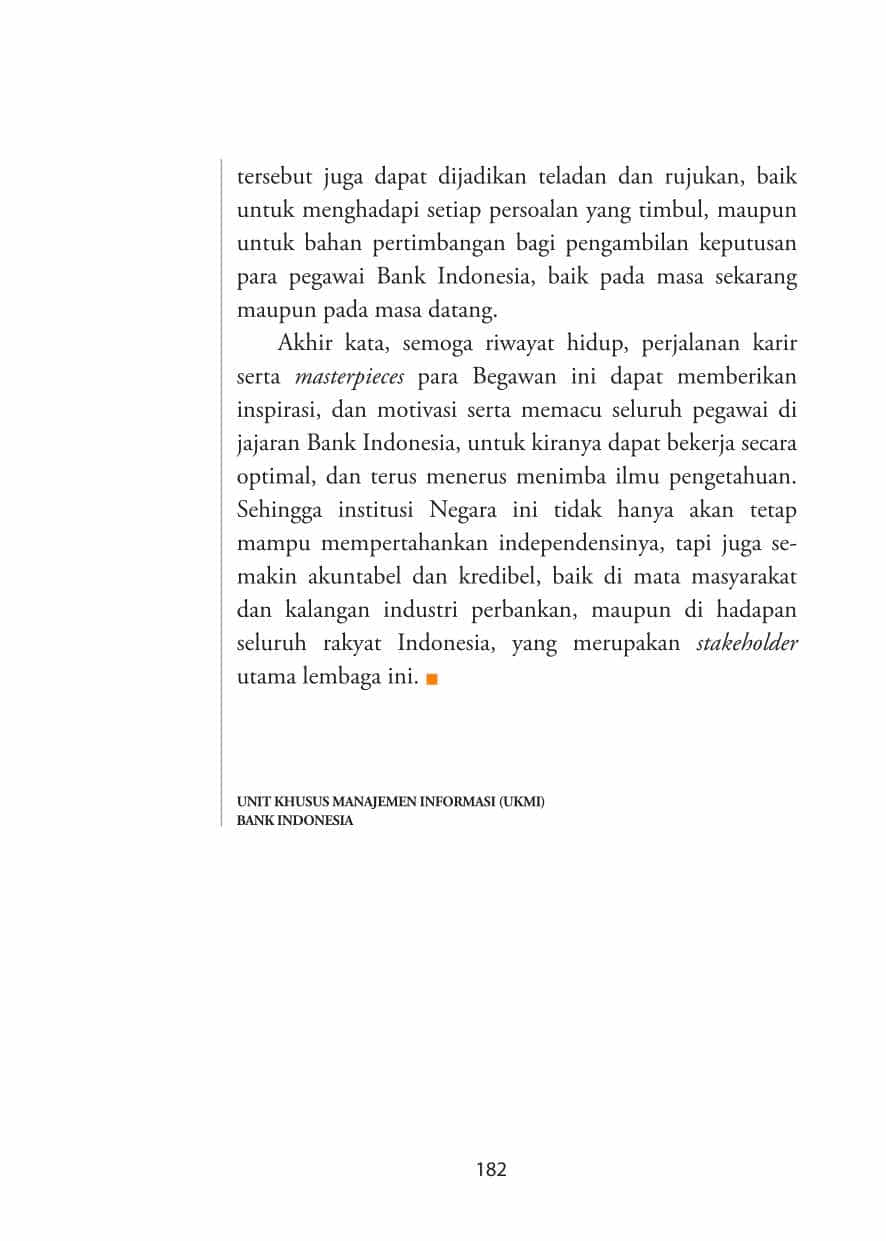 tersebut juga dapat dijadikan teladan dan rujukan, baik
untuk menghadapi setiap persoalan yang timbul, maupun
untuk bahan pertimbangan bagi pengambilan keputusan
para pegawai Bank Indonesia, baik pada masa sekarang
maupun pada masa datang.
Akhir kata, semoga riwayat hidup, perjalanan karir
serta masterpieces para Begawan ini dapat memberikan
inspirasi, dan motivasi serta memacu seluruh pegawai di
jajaran Bank Indonesia, untuk kiranya dapat bekerja secara
optimal, dan terus menerus menimba ilmu pengetahuan.
Sehingga institusi Negara ini tidak hanya akan tetap
mampu mempertahankan independensinya, tapi juga se-
makin akuntabel dan kredibel, baik di mata masyarakat
dan kalangan industri perbankan, maupun di hadapan
seluruh rakyat Indonesia, yang merupakan stakeholder
utama lembaga ini. ■
UNIT KHUSUS MANAJEMEN INFORMASI (UKMI)
BANK INDONESIA
182